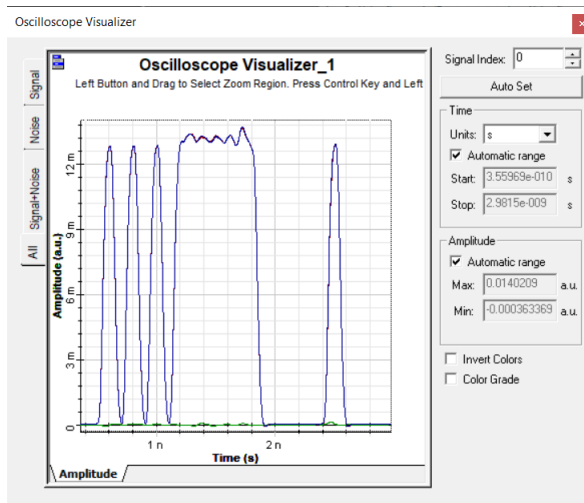 Oscilloscope Visualizer
×
Oscilloscope Visualizer_1
Left Button and Drag to Select Zoom Region. Press Control Key and Left
Signal
Noise
Signal+Noise
All
Amplitude (a.u.)
12 m
9 m
6 m
3 m
0
1 n
2 n
Time (s)
Amplitude
Signal Index: 0
Auto Set
Time
Units: s
Automatic range
Start: 3.55969e-010 s
Stop: 2.9815e-009 s
Amplitude
Automatic range
Max: 0.0140209 a.u.
Min: -0.000363369 a.u.
Invert Colors
Color Grade